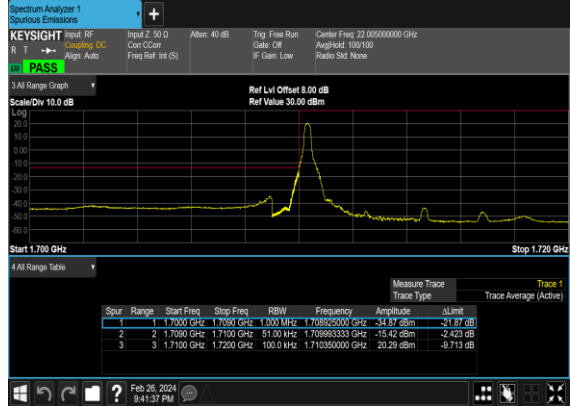 Spectrum Analyzer 1
Spurious Emissions
KEYSIGHT
R T
Input: RF
Coupling: DC
Align: Auto
Input Z: 50 Ω
Corr CCorr
Freq Ref: Int (S)
Atten: 40 dB
Trig: Free Run
Gate: Off
IF Gain: Low
Center Freq: 22.005000000 GHz
Avg|Hold: 100/100
Radio Std: None
PASS
3 All Range Graph
Ref Lvl Offset 8.00 dB
Scale/Div 10.0 dB
Ref Value 30.00 dBm
Log
20.0
10.0
0.00
-10.0
-20.0
-30.0
-40.0
-50.0
-60.0
Start 1.700 GHz
Stop 1.720 GHz
4 All Range Table
Measure Trace Trace 1
Trace Type Trace Average (Active)
Spur Range Start Freq Stop Freq RBW Frequency Amplitude ΔLimit
1 1 1.7000 GHz 1.7090 GHz 1.000 MHz 1.708925000 GHz -34.87 dBm -21.87 dB
2 2 1.7090 GHz 1.7100 GHz 51.00 kHz 1.709993333 GHz -15.42 dBm -2.423 dB
3 3 1.7100 GHz 1.7200 GHz 100.0 kHz 1.710350000 GHz 20.29 dBm -9.713 dB
?
Feb 26, 2024
9:41:37 PM